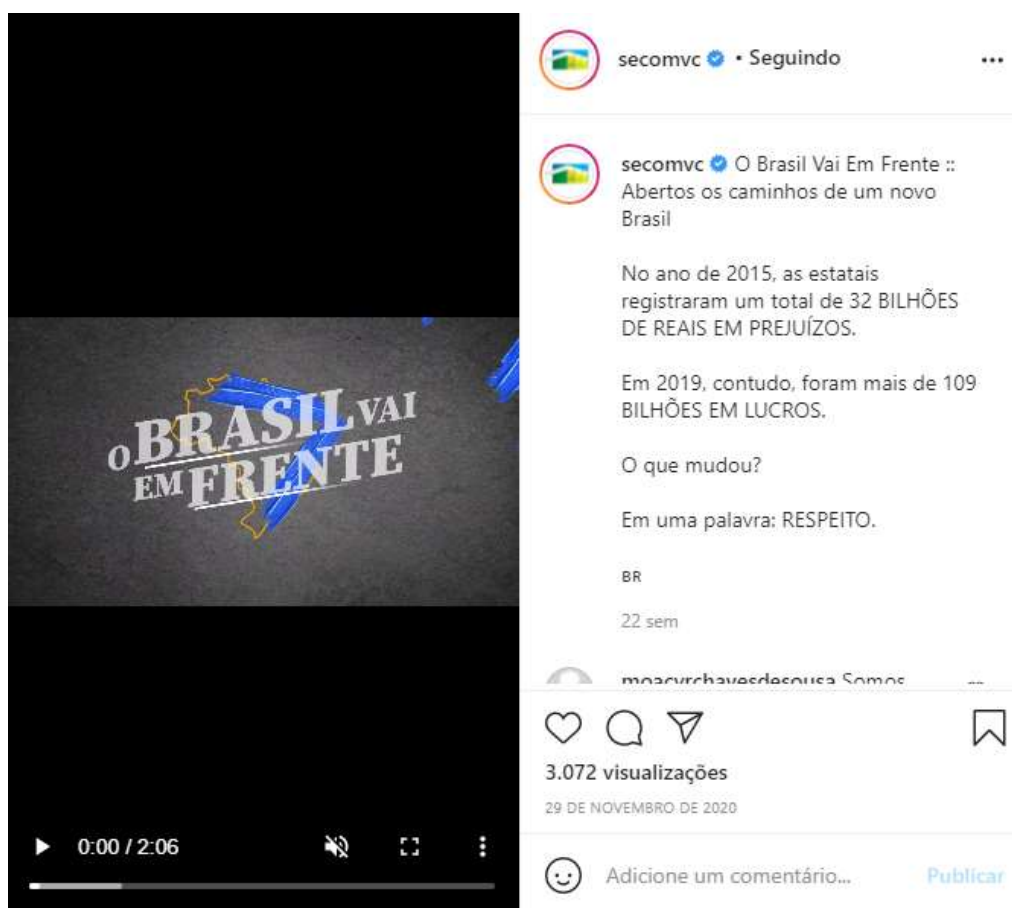 O BRASIL VAI
EM FRENTE
0:00 / 2:06
secomvc • Seguindo
secomvc O Brasil Vai Em Frente ::
Abertos os caminhos de um novo
Brasil
No ano de 2015, as estatais
registraram um total de 32 BILHÕES
DE REAIS EM PREJUÍZOS.
Em 2019, contudo, foram mais de 109
BILHÕES EM LUCROS.
O que mudou?
Em uma palavra: RESPEITO.
BR
22 sem
moacyrchavesdesousa Somos
3.072 visualizações
29 DE NOVEMBRO DE 2020
Adicione um comentário... Publicar